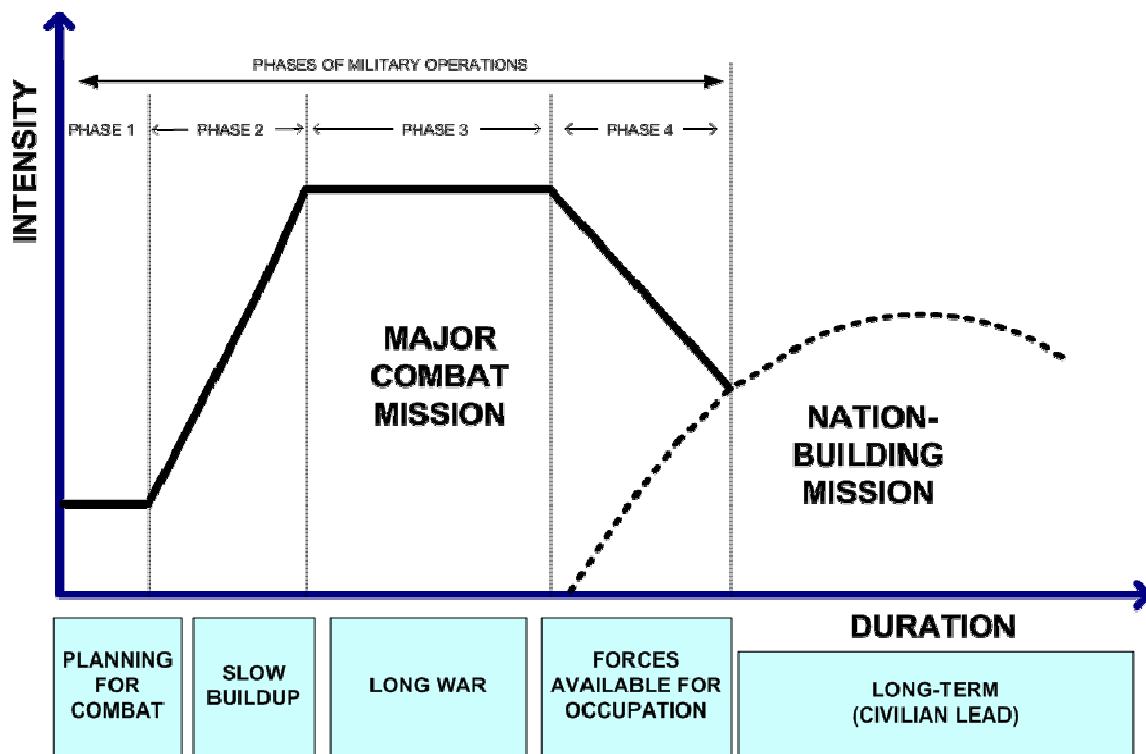 PHASES OF MILITARY OPERATIONS
PHASE 1
PHASE 2
PHASE 3
PHASE 4
INTENSITY
MAJOR
COMBAT
MISSION
NATION-
BUILDING
MISSION
DURATION
PLANNING
FOR
COMBAT
SLOW
BUILDUP
LONG WAR
FORCES
AVAILABLE FOR
OCCUPATION
LONG-TERM
(CIVILIAN LEAD)